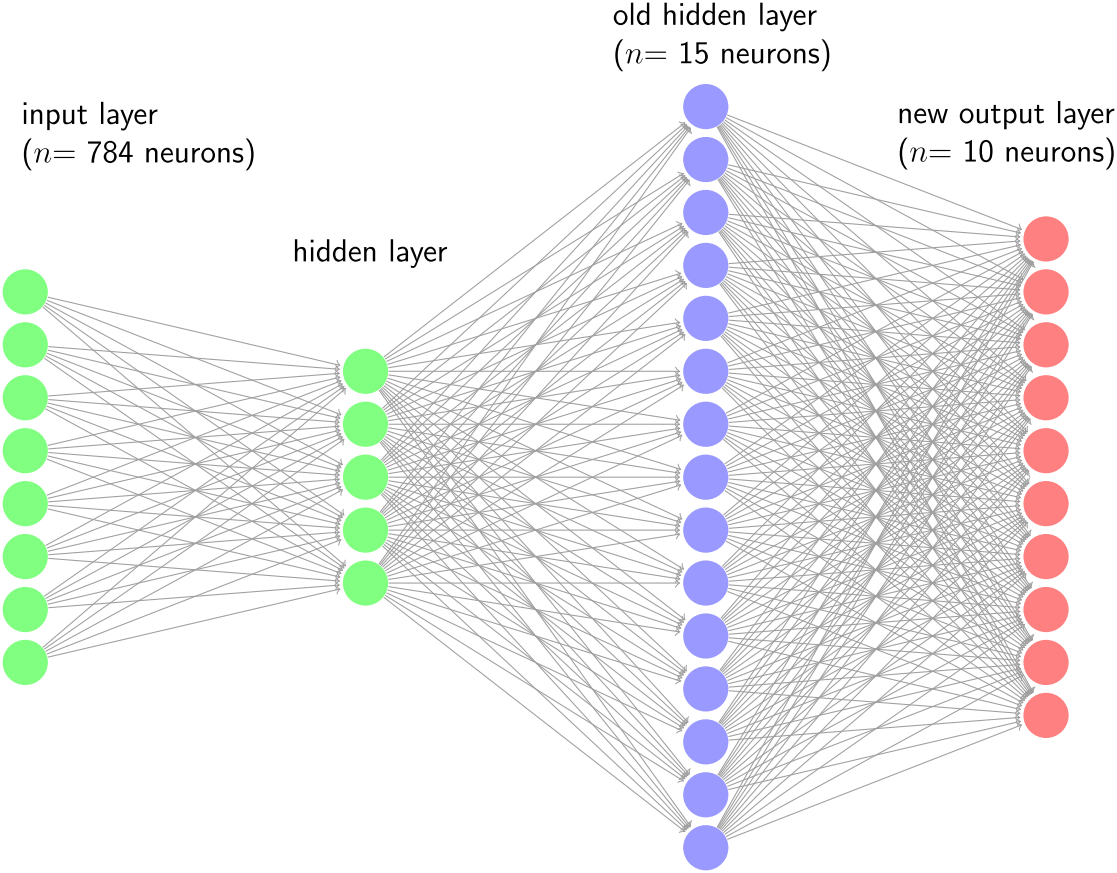 old hidden layer
(n= 15 neurons)
input layer
(n= 784 neurons)
new output layer
(n= 10 neurons)
hidden layer